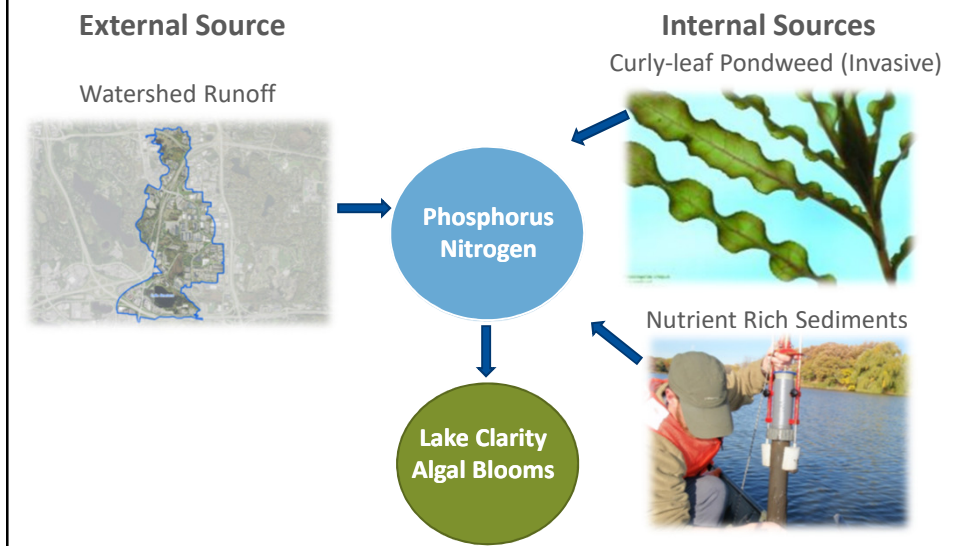 External Source
Internal Sources
Curly-leaf Pondweed (Invasive)
Watershed Runoff
Phosphorus
Nitrogen
Nutrient Rich Sediments
Lake Clarity
Algal Blooms